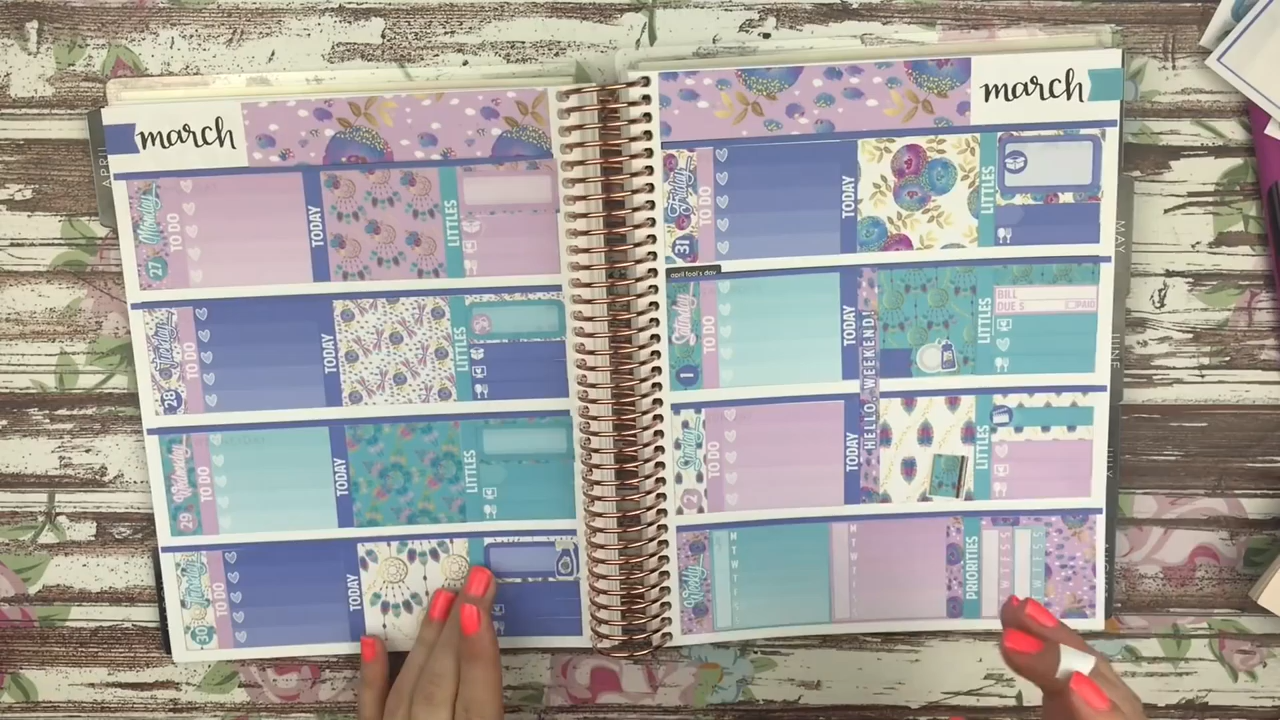 march
Monday
27
TO DO
TODAY
LITTLES
Tuesday
28
TO DO
TODAY
LITTLES
Wednesday
29
TO DO
TODAY
LITTLES
Thursday
30
TO DO
TODAY
march
Friday
31
TO DO
TODAY
LITTLES
april fool's day
Saturday
1
TO DO
TODAY
HELLO, WEEKEND!
LITTLES
BILL
DUE $
PAID
Sunday
2
TO DO
TODAY
LITTLES
Weekly
M
T
W
T
F
S
S
M
T
W
T
F
S
S
PRIORITIES
APRIL
MAY
JUNE